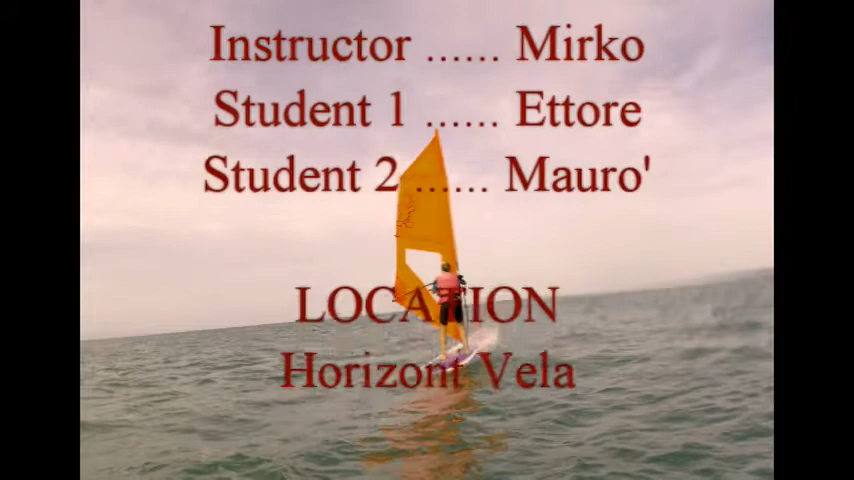 Instructor ...... Mirko
Student 1 ...... Ettore
Student 2 ...... Mauro'
LOCATION
Horizont Vela